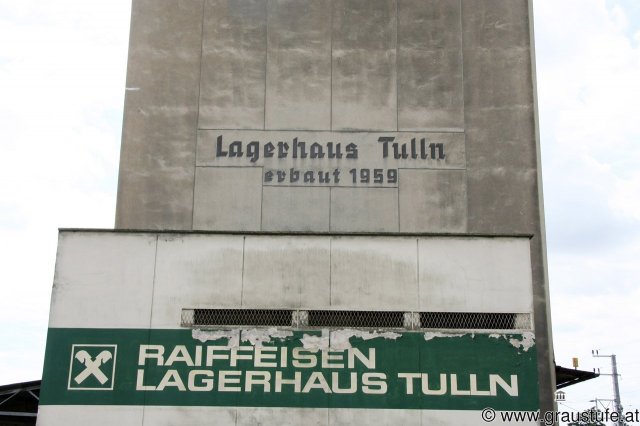 Lagerhaus Tulln
erbaut 1959
RAIFFEISEN
LAGERHAUS TULLN
© www.graustufe.at